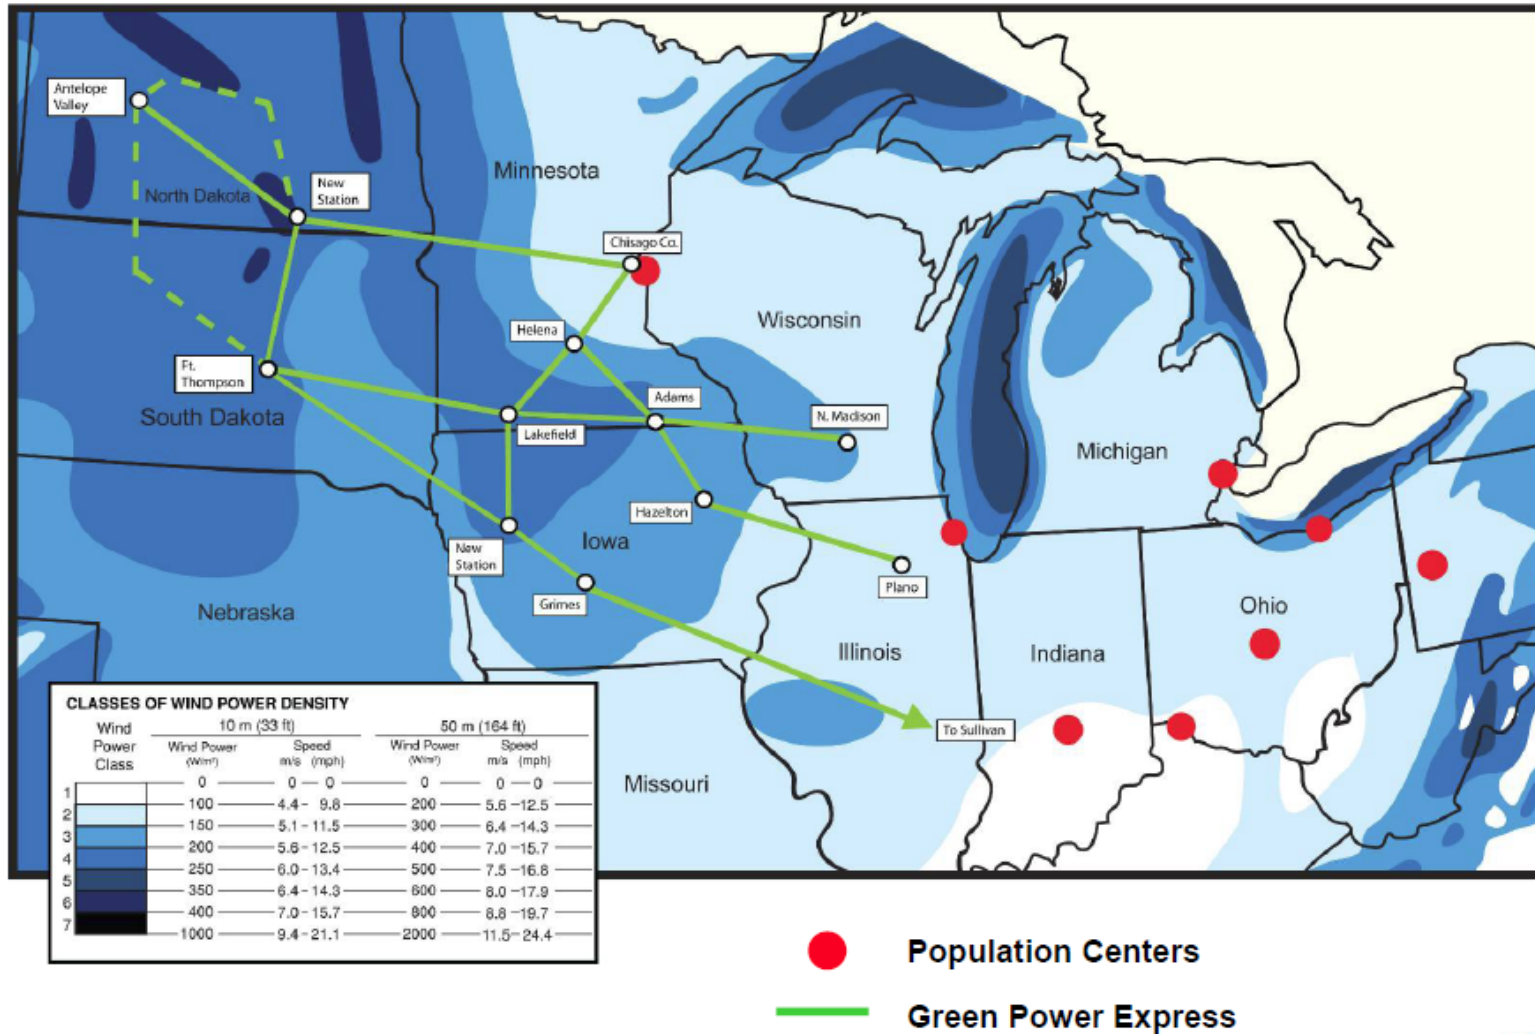 Antelope
Valley
North Dakota
New
Station
Minnesota
Chisago Co.
Wisconsin
Helena
Ft.
Thompson
South Dakota
Adams
N. Madison
Lakefield
Michigan
Hazelton
Iowa
New
Station
Plano
Grimes
Nebraska
Ohio
Illinois
Indiana
To Sullivan
Missouri
CLASSES OF WIND POWER DENSITY
Wind
Power
Class
10 m (33 ft)
50 m (164 ft)
Wind Power
(W/m²)
Speed
m/s (mph)
Wind Power
(W/m²)
Speed
m/s (mph)
0 0 0 0 0 0
1
100 4.4 9.8 200 5.6 12.5
2
150 5.1 11.5 300 6.4 14.3
3
200 5.6 12.5 400 7.0 15.7
4
250 6.0 13.4 500 7.5 16.8
5
350 6.4 14.3 600 8.0 17.9
6
400 7.0 15.7 800 8.8 19.7
7
1000 9.4 21.1 2000 11.5 24.4
Population Centers
Green Power Express